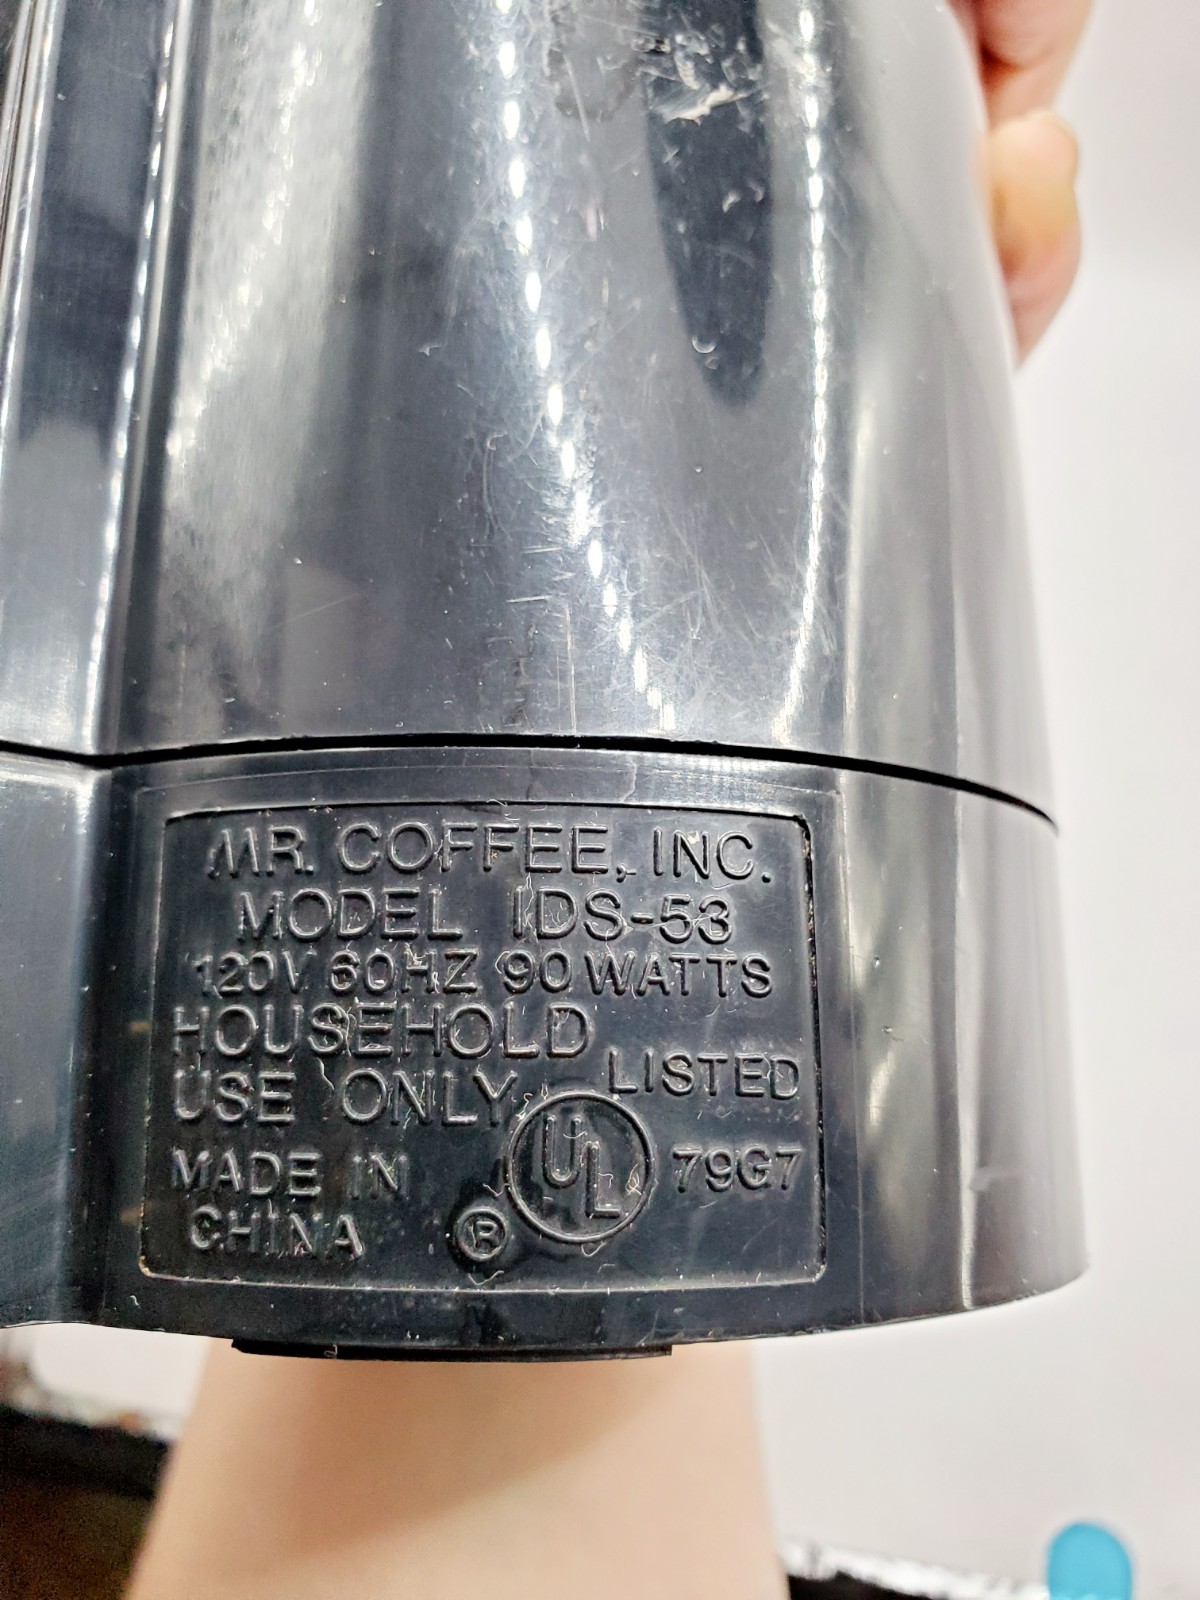 MR. COFFEE, INC.
MODEL IDS-53
120V 60HZ 90 WATTS
HOUSEHOLD
USE ONLY
LISTED
MADE IN
CHINA
®
UL
79G7